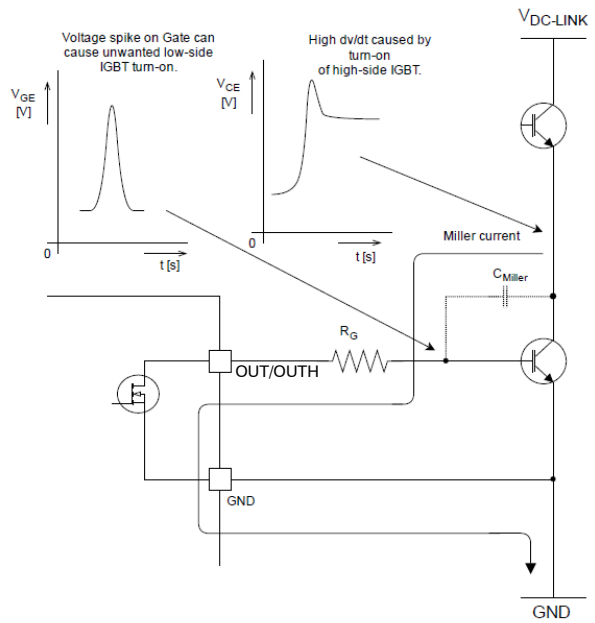 Voltage spike on Gate can
cause unwanted low-side
IGBT turn-on.
High dv/dt caused by
turn-on
of high-side IGBT.
VDC-LINK
VGE
[V]
VCE
[V]
0
t [s]
0
t [s]
Miller current
CMiller
RG
OUT/OUTH
GND
GND